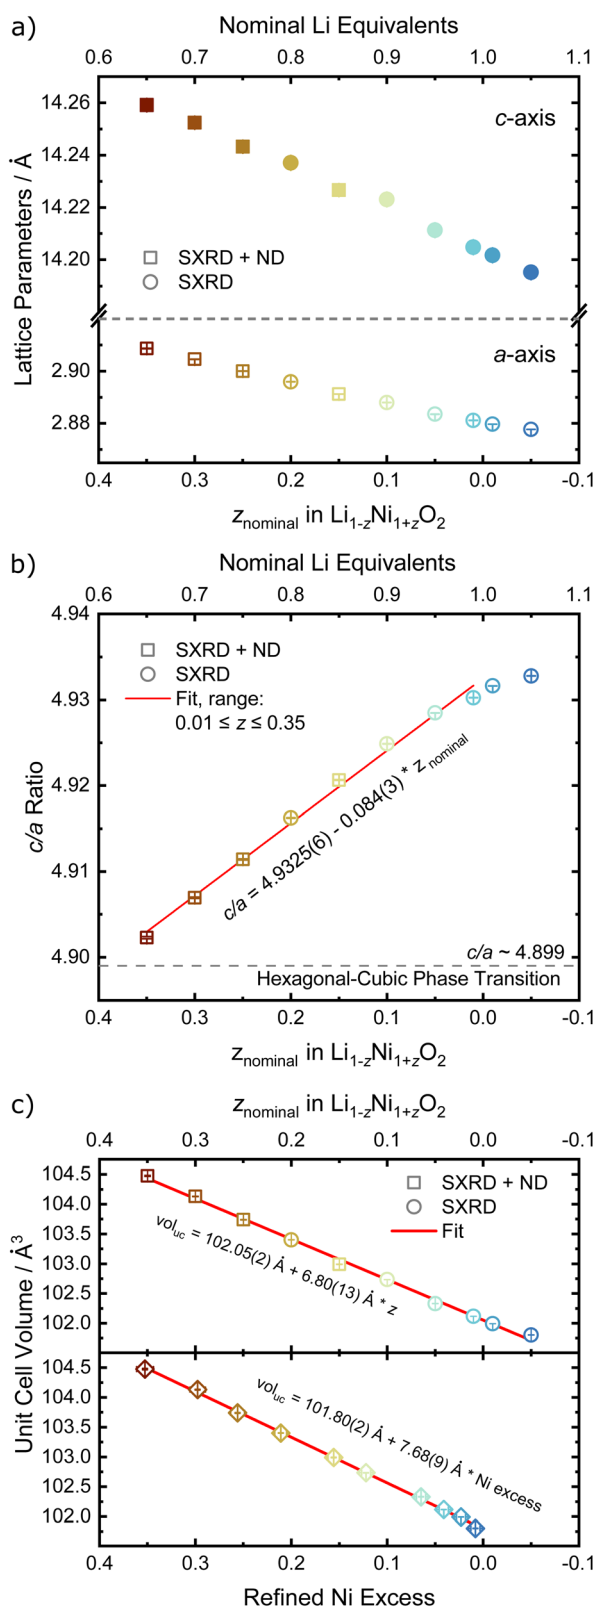 a)
Nominal Li Equivalents
0.6 0.7 0.8 0.9 1.0 1.1
14.26
14.24
14.22
14.20
2.90
2.88
Lattice Parameters / Å
c-axis
SXRD + ND
SXRD
a-axis
0.4 0.3 0.2 0.1 0.0 -0.1
z nominal in Li1-zNi1+zO2
b)
Nominal Li Equivalents
0.6 0.7 0.8 0.9 1.0 1.1
4.94
4.93
4.92
4.91
4.90
c/a Ratio
SXRD + ND
SXRD
Fit, range:
0.01 ≤ z ≤ 0.35
c/a = 4.9325(6) - 0.084(3) * z nominal
c/a ~ 4.899
Hexagonal-Cubic Phase Transition
0.4 0.3 0.2 0.1 0.0 -0.1
z nominal in Li1-zNi1+zO2
c)
z nominal in Li1-zNi1+zO2
0.4 0.3 0.2 0.1 0.0 -0.1
104.5
104.0
103.5
103.0
102.5
102.0
Unit Cell Volume / Å3
SXRD + ND
SXRD
Fit
vol uc = 102.05(2) Å + 6.80(13) Å * z
104.5
104.0
103.5
103.0
102.5
102.0
vol uc = 101.80(2) Å + 7.68(9) Å * Ni excess
0.4 0.3 0.2 0.1 0.0 -0.1
Refined Ni Excess